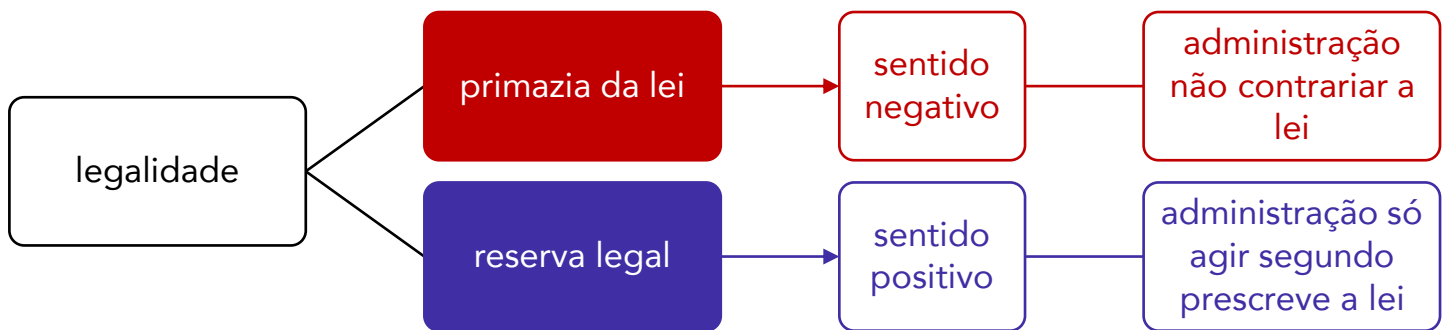 legalidade
primazia da lei
sentido
negativo
administração
não contrariar a
lei
reserva legal
sentido
positivo
administração só
agir segundo
prescreve a lei